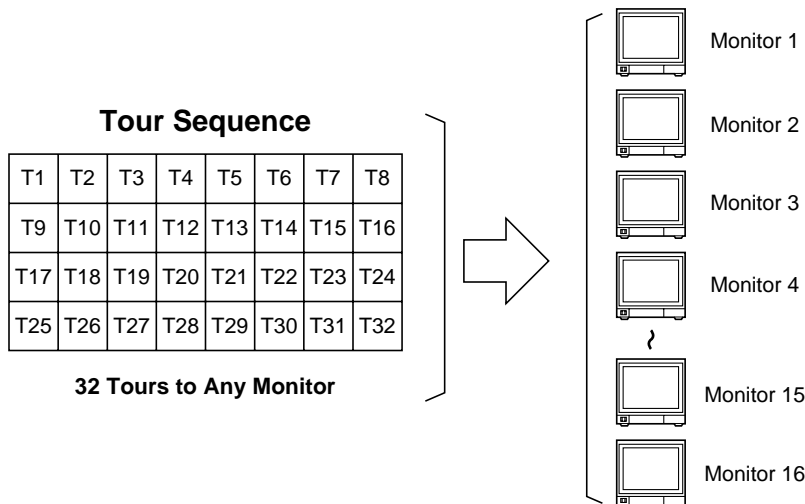 Tour Sequence
T1 T2 T3 T4 T5 T6 T7 T8
T9 T10 T11 T12 T13 T14 T15 T16
T17 T18 T19 T20 T21 T22 T23 T24
T25 T26 T27 T28 T29 T30 T31 T32
32 Tours to Any Monitor
Monitor 1
Monitor 2
Monitor 3
Monitor 4
Monitor 15
Monitor 16